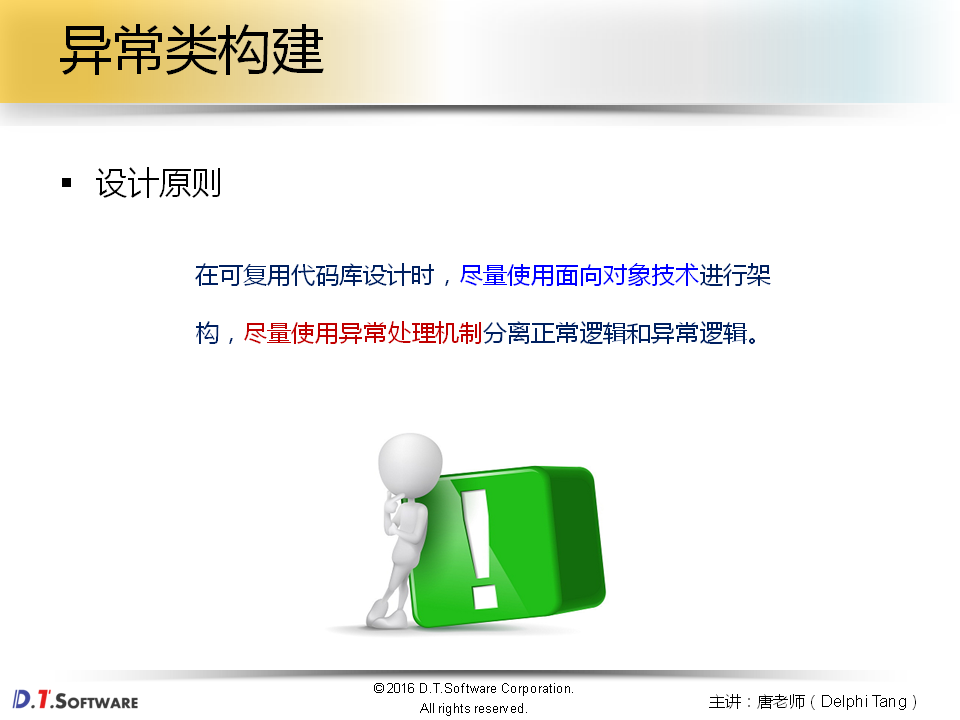 异常类构建
▪ 设计原则
在可复用代码库设计时，尽量使用面向对象技术进行架
构，尽量使用异常处理机制分离正常逻辑和异常逻辑。
!
D.T.SOFTWARE
©2016 D.T.Software Corporation.
All rights reserved.
主讲：唐老师（Delphi Tang）